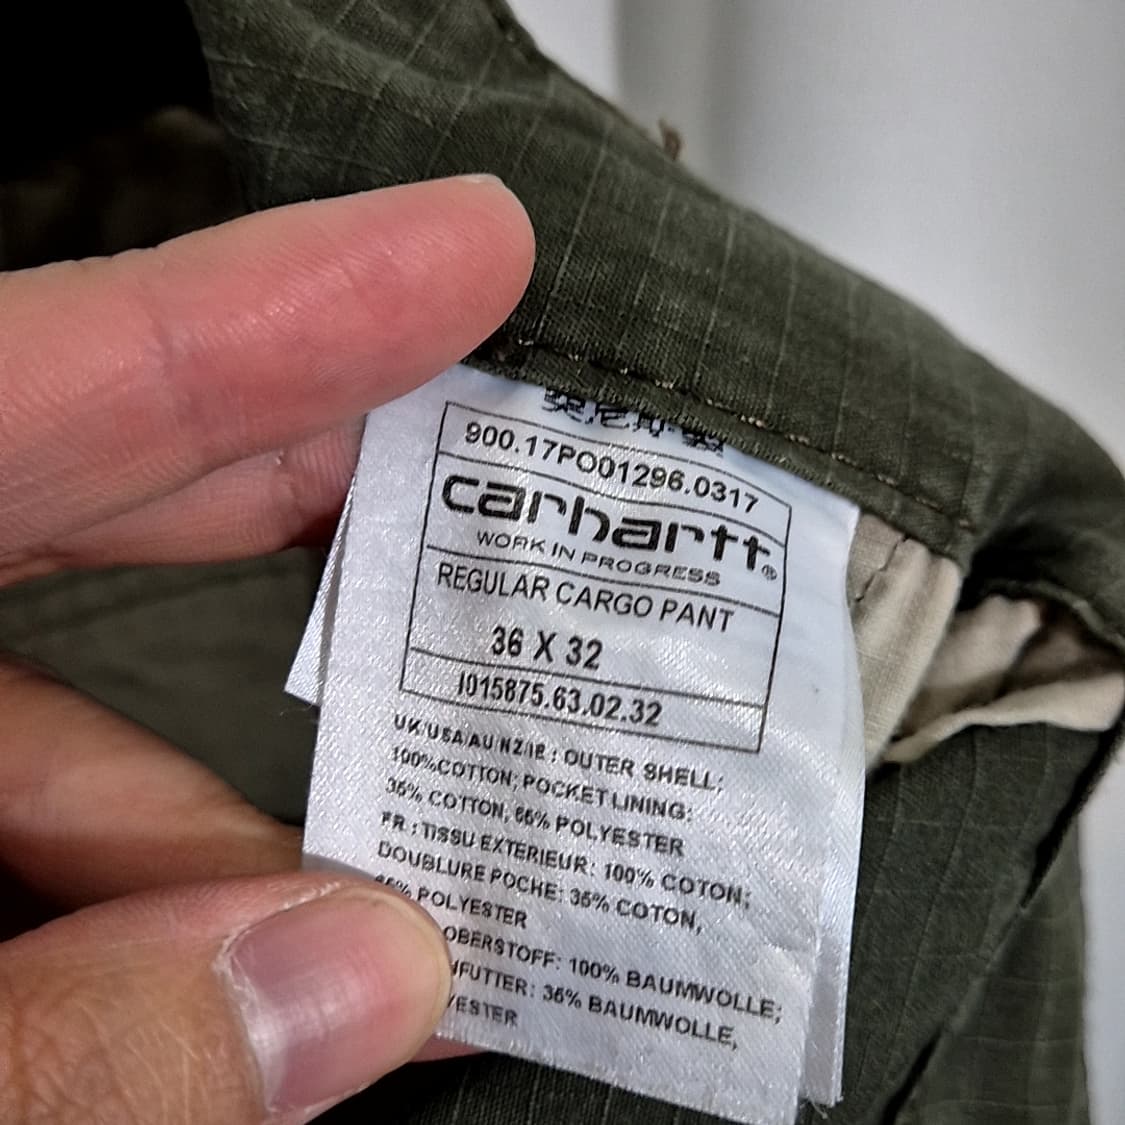 900.17PO01296.0317
carhartt®
WORK IN PROGRESS
REGULAR CARGO PANT
36 X 32
I015875.63.02.32
UK/USA/AU/NZ/IE : OUTER SHELL:
100%COTTON; POCKET LINING:
35% COTTON, 65% POLYESTER
FR : TISSU EXTERIEUR: 100% COTON;
DOUBLURE POCHE: 35% COTON,
65% POLYESTER
OBERSTOFF: 100% BAUMWOLLE;
FUTTER: 35% BAUMWOLLE,